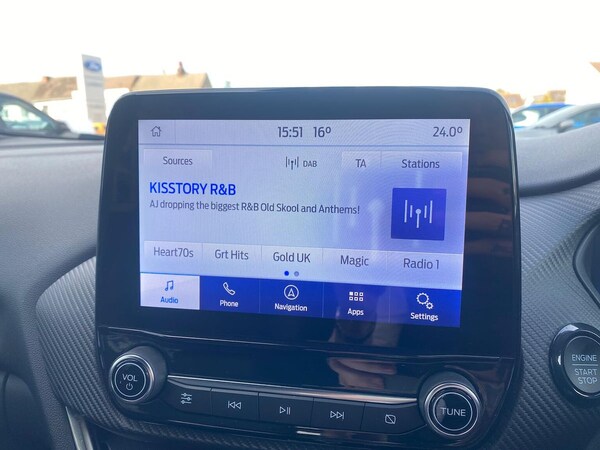 Ford
15:51 16° 24.0°
Sources DAB TA Stations
KISSTORY R&B
AJ dropping the biggest R&B Old Skool and Anthems!
Heart70s Grt Hits Gold UK Magic Radio 1
Audio Phone Navigation Apps Settings
VOL TUNE
ENGINE
START
STOP